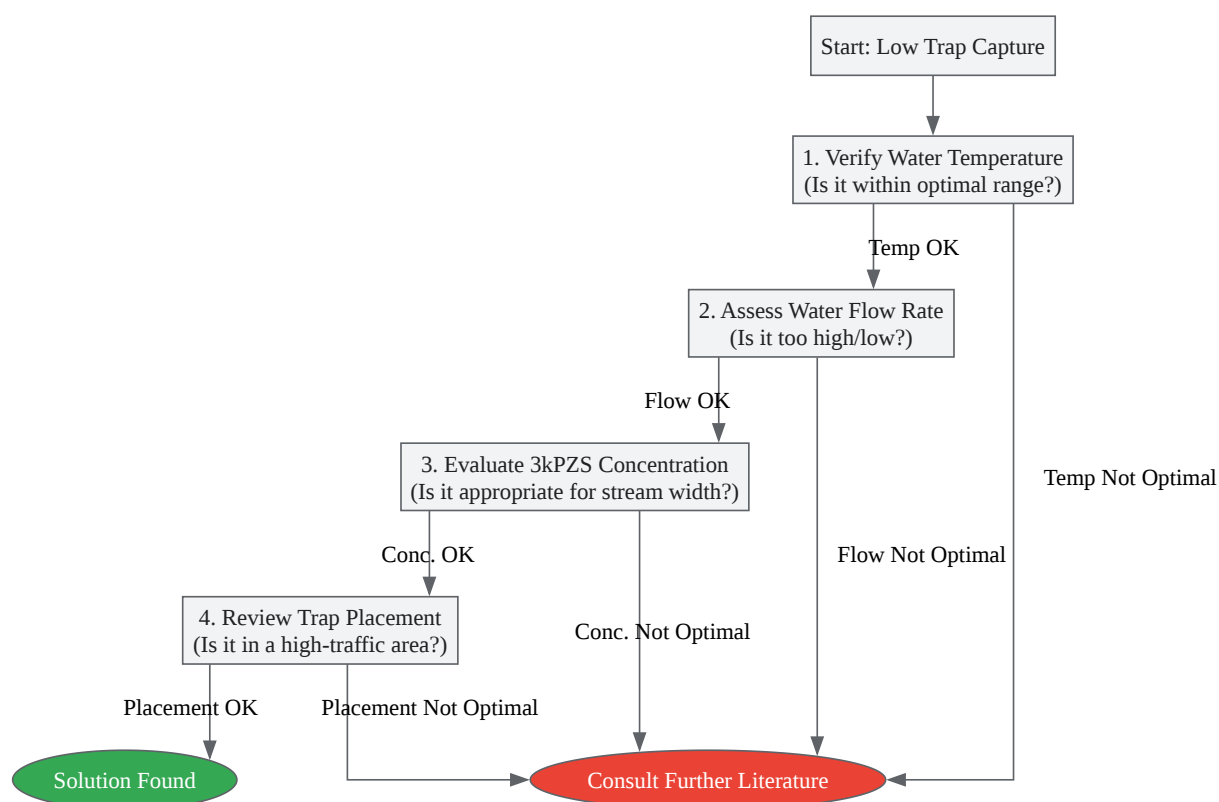 Start: Low Trap Capture
1. Verify Water Temperature
(Is it within optimal range?)
Temp OK
2. Assess Water Flow Rate
(Is it too high/low?)
Flow OK
3. Evaluate 3kPZS Concentration
(Is it appropriate for stream width?)
Temp Not Optimal
Conc. OK
Flow Not Optimal
4. Review Trap Placement
(Is it in a high-traffic area?)
Conc. Not Optimal
Placement OK
Placement Not Optimal
Solution Found
Consult Further Literature